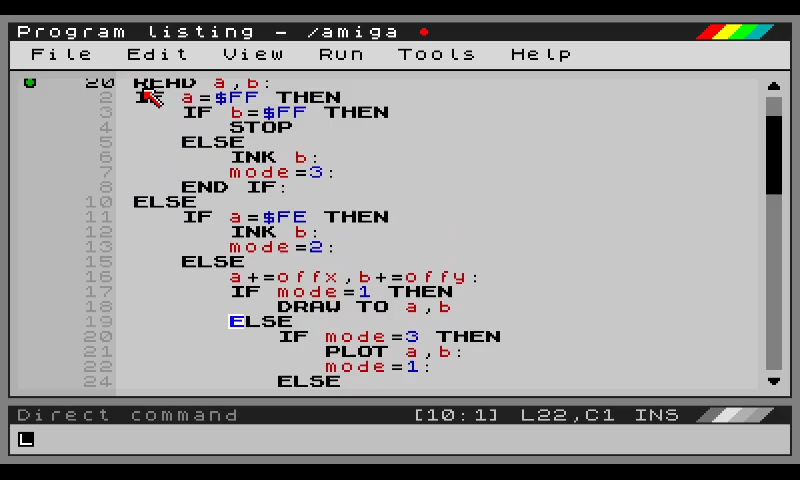 Program listing - /amiga
File Edit View Run Tools Help
20 READ a,b:
2 IF a=$FF THEN
3 IF b=$FF THEN
4 STOP
5 ELSE
6 INK b:
7 mode=3:
8 END IF:
10 ELSE
11 IF a=$FE THEN
12 INK b:
13 mode=2:
15 ELSE
16 a+=offx,b+=offy:
17 IF mode=1 THEN
18 DRAW TO a,b
19 ELSE
20 IF mode=3 THEN
21 PLOT a,b:
22 mode=1:
24 ELSE
Direct command [10:1] L22,C1 INS
L